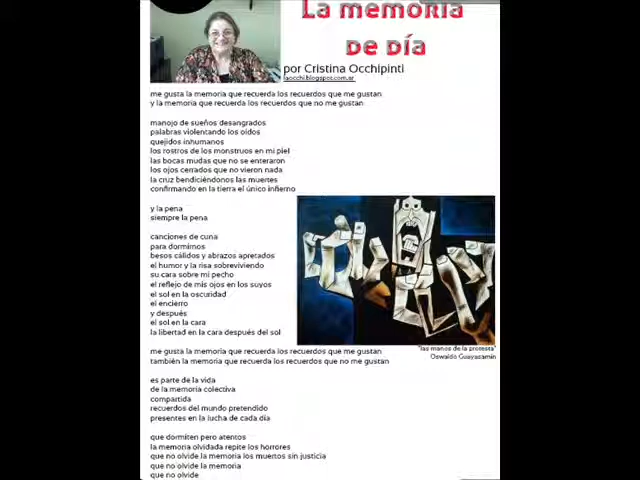 La memoria
de día
por Cristina Occhipinti
laocchi.blogspot.com.ar
me gusta la memoria que recuerda los recuerdos que me gustan
y la memoria que recuerda los recuerdos que no me gustan
manojo de sueños desangrados
palabras violentando los oídos
quejidos inhumanos
los rostros de los monstruos en mi piel
las bocas mudas que no se enteraron
los ojos cerrados que no vieron nada
la cruz bendiciéndonos las muertes
confirmando en la tierra el único infierno
y la pena
siempre la pena
canciones de cuna
para dormirnos
besos cálidos y abrazos apretados
el humor y la risa sobreviviendo
su cara sobre mi pecho
el reflejo de mis ojos en los suyos
el sol en la oscuridad
el encierro
y después
el sol en la cara
la libertad en la cara después del sol
"las manos de la protesta"
Oswaldo Guayasamin
me gusta la memoria que recuerda los recuerdos que me gustan
también la memoria que recuerda los recuerdos que no me gustan
es parte de la vida
de la memoria colectiva
compartida
recuerdos del mundo pretendido
presentes en la lucha de cada día
que dormiten pero atentos
la memoria olvidada repite los horrores
que no olvide la memoria los muertos sin justicia
que no olvide la memoria
que no olvide